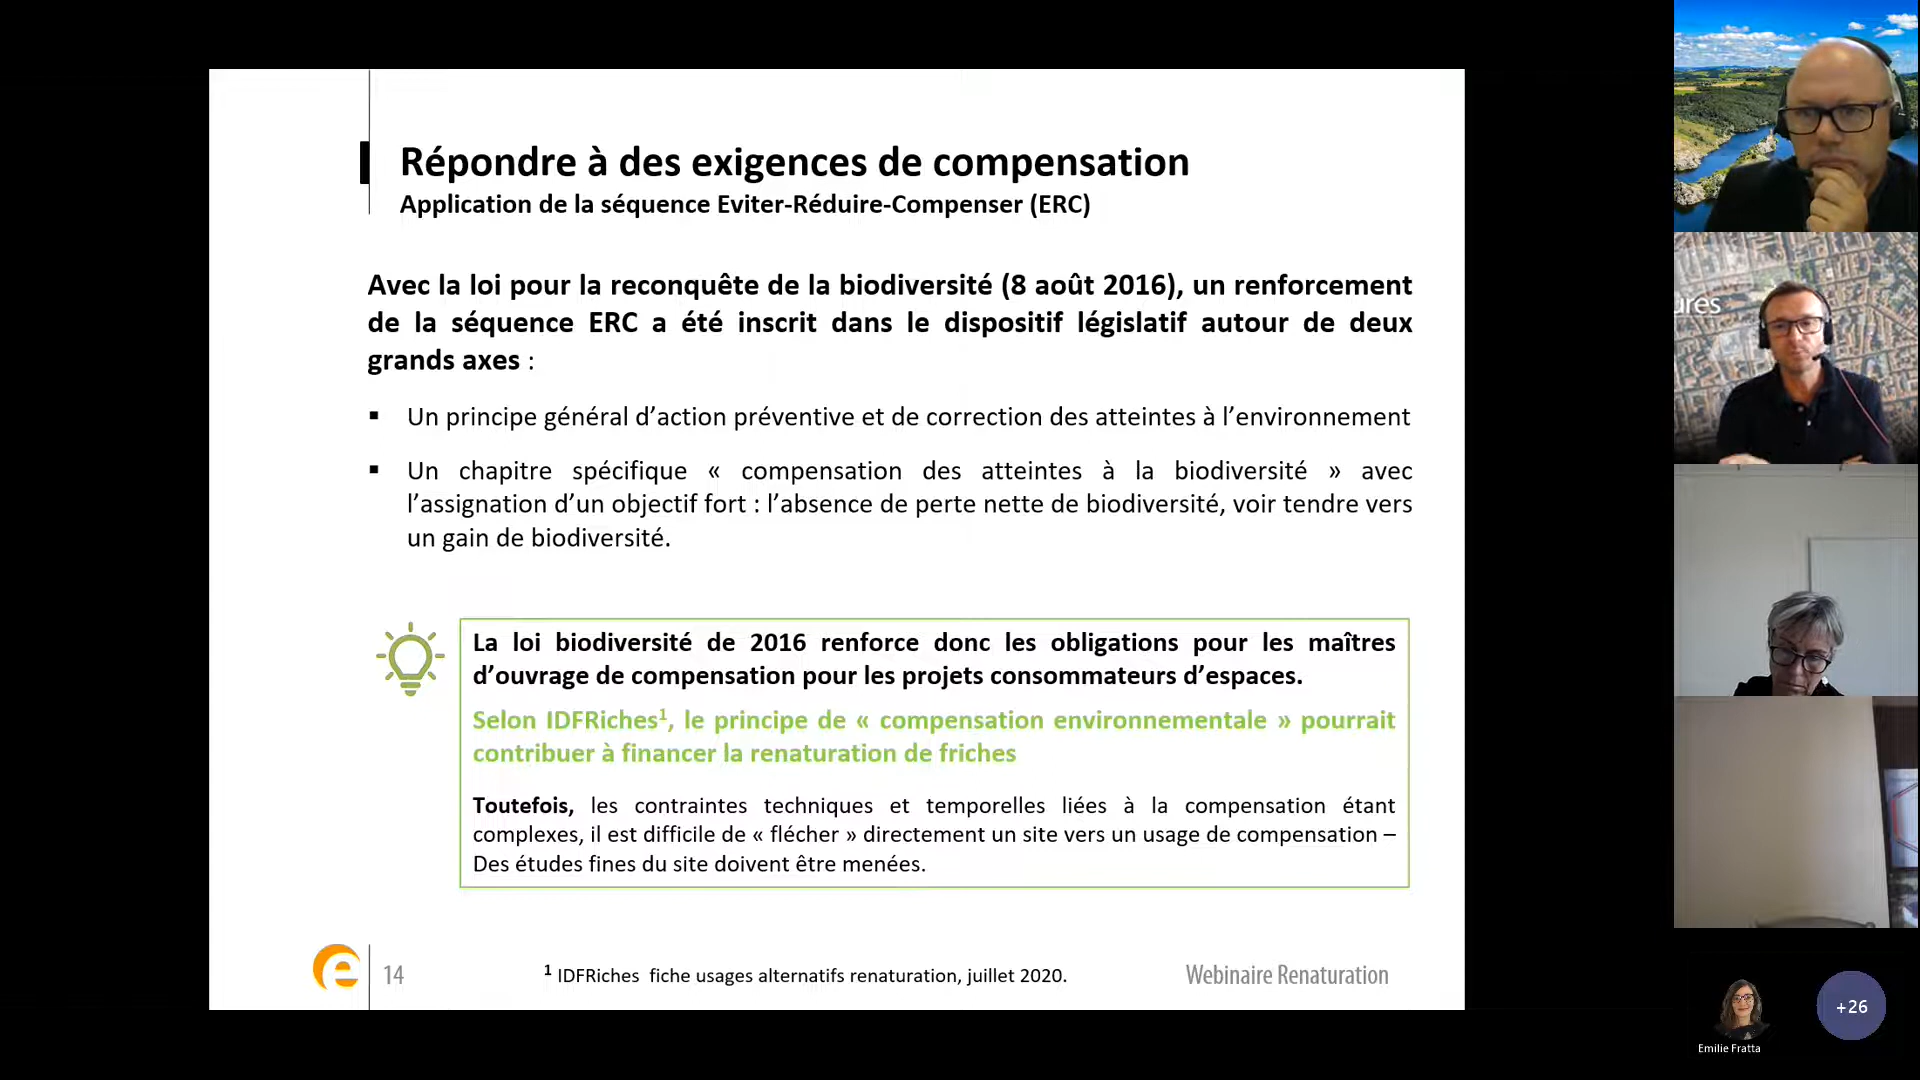 Répondre à des exigences de compensation
Application de la séquence Eviter-Réduire-Compenser (ERC)
Avec la loi pour la reconquête de la biodiversité (8 août 2016), un renforcement
de la séquence ERC a été inscrit dans le dispositif législatif autour de deux
grands axes :
▪ Un principe général d’action préventive et de correction des atteintes à l’environnement
▪ Un chapitre spécifique « compensation des atteintes à la biodiversité » avec
l’assignation d’un objectif fort : l’absence de perte nette de biodiversité, voir tendre vers
un gain de biodiversité.
La loi biodiversité de 2016 renforce donc les obligations pour les maîtres
d’ouvrage de compensation pour les projets consommateurs d’espaces.
Selon IDFRiches¹, le principe de « compensation environnementale » pourrait
contribuer à financer la renaturation de friches
Toutefois, les contraintes techniques et temporelles liées à la compensation étant
complexes, il est difficile de « flécher » directement un site vers un usage de compensation –
Des études fines du site doivent être menées.
e
14
¹ IDFRiches fiche usages alternatifs renaturation, juillet 2020.
Webinaire Renaturation
ures
+26
Emilie Fratta